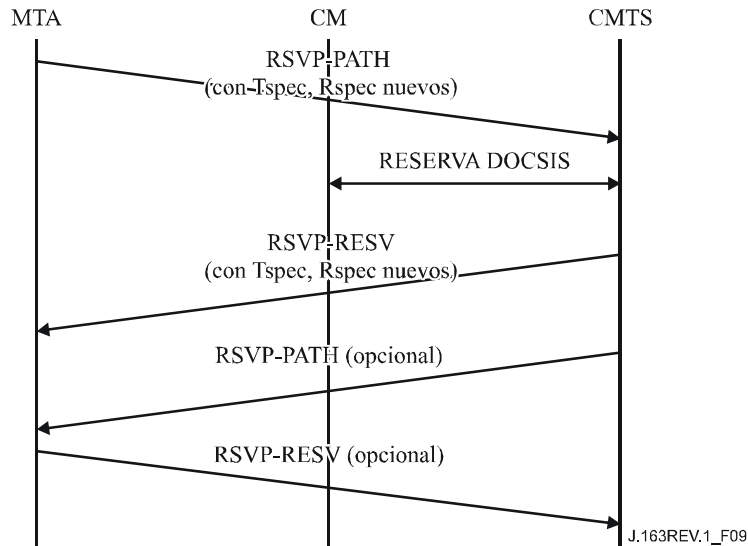 MTA
CM
CMTS
RSVP-PATH
(con Tspec, Rspec nuevos)
RESERVA DOCSIS
RSVP-RESV
(con Tspec, Rspec nuevos)
RSVP-PATH (opcional)
RSVP-RESV (opcional)
J.163REV.1_F09